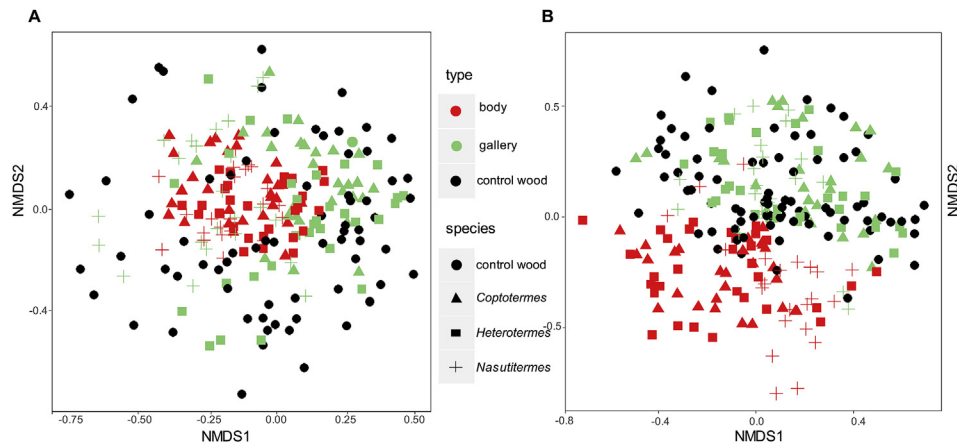 A
NMDS2
0.4
0.0
-0.4
-0.75
-0.50
-0.25
0.00
0.25
0.50
NMDS1
type
body
gallery
control wood
species
control wood
Coptotermes
Heterotermes
Nasutitermes
B
0.5
0.0
-0.5
-0.8
-0.4
0.0
0.4
NMDS1
NMDS2